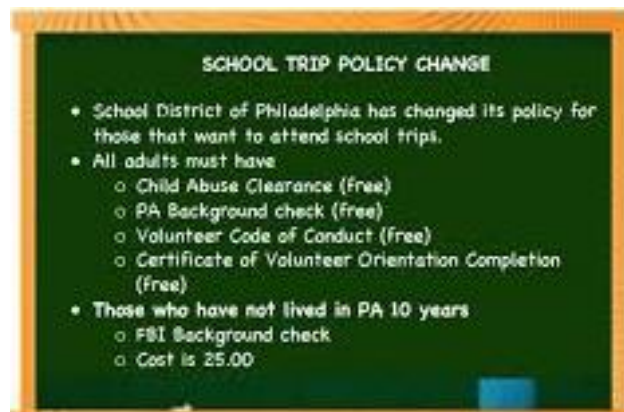 SCHOOL TRIP POLICY CHANGE
• School District of Philadelphia has changed its policy for
those that want to attend school trips.
• All adults must have
o Child Abuse Clearance (free)
o PA Background check (free)
o Volunteer Code of Conduct (free)
o Certificate of Volunteer Orientation Completion
(free)
• Those who have not lived in PA 10 years
o FBI Background check
o Cost is 25.00